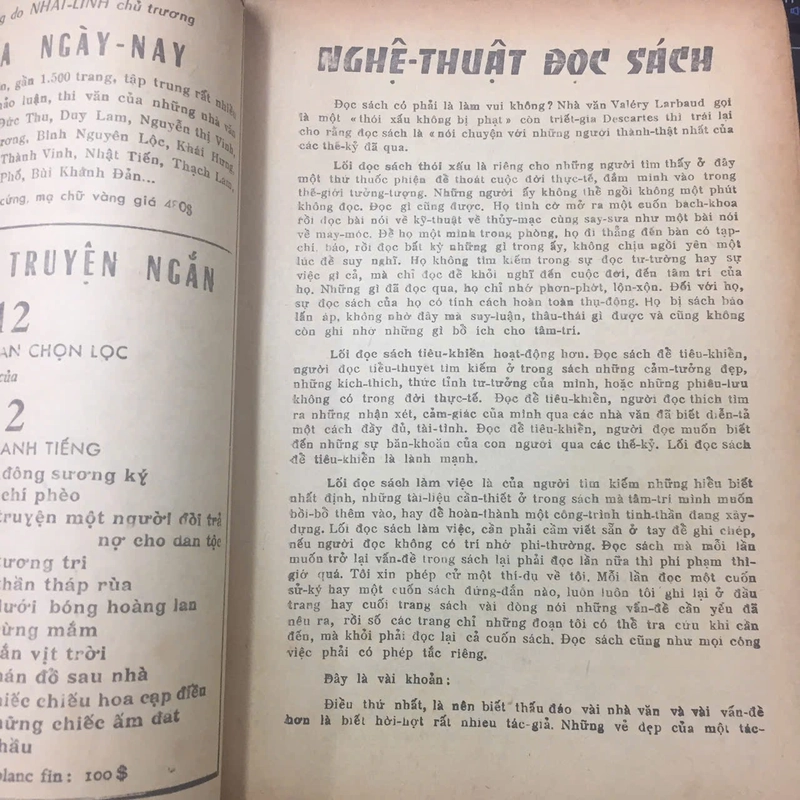 g do NHẤT-LINH chủ trương
A NGÀY-NAY
n, gần 1.500 trang, tập trung rất nhiều
ảo luận, thi văn của những nhà văn
Đức Thu, Duy Lam, Nguyễn thị Vinh,
ương, Bình Nguyên Lộc, Khái Hưng,
Thành Vinh, Nhật Tiến, Thạch Lam,
Phổ, Bùi Khánh Đản...
cứng, mạ chữ vàng giá 450$
TRUYỆN NGẮN
12
AN CHỌN LỌC
của
2
ANH TIẾNG
đông sương ký
chí phèo
truyện một người đòi trả
nợ cho dân tộc
tương tri
thần tháp rùa
dưới bóng hoàng lan
rừng mắm
ắn vịt trời
bán đồ sau nhà
hiếc chiếu hoa cạp điều
hững chiếc ấm đất
hầu
blanc fin : 100$
NGHỆ-THUẬT ĐỌC SÁCH
Đọc sách có phải là làm vui không? Nhà văn Valéry Larbaud gọi
là một «thói xấu không bị phạt» còn triết-gia Descartes thì trái lại
cho rằng đọc sách là «nói chuyện với những người thành-thật nhất của
các thế-kỷ đã qua.
Lối đọc sách thói xấu là riêng cho những người tìm thấy ở đây
một thứ thuốc phiện để thoát cuộc đời thực-tế, đắm mình vào trong
thế-giới tưởng-tượng. Những người ấy không thể ngồi không một phút
không đọc. Đọc gì cũng được. Họ tình cờ mở ra một cuốn bach-khoa
rồi đọc bài nói về kỹ-thuật vẽ thủy-mạc cũng say-sưa như một bài nói
về máy-móc. Để họ một mình trong phòng, họ đi thẳng đến bàn có tạp-
chí, báo, rồi đọc bất kỳ những gì trong ấy, không chịu ngồi yên một
lúc để suy nghĩ. Họ không tìm kiếm trong sự đọc tư-tưởng hay sự
việc gì cả, mà chỉ đọc để khỏi nghĩ đến cuộc đời, đến tâm trí của
họ. Những gì đã đọc qua, họ chỉ nhớ phơn-phớt, lộn-xộn. Đối với họ,
sự đọc sách của họ có tính cách hoàn toàn thụ-động. Họ bị sách báo
lấn áp, không nhờ đây mà suy-luận, thâu-thái gì được và cũng không
còn ghi nhớ những gì bổ ích cho tâm-trí.
Lối đọc sách tiêu-khiển hoạt-động hơn. Đọc sách để tiêu-khiển,
người đọc tiểu-thuyết tìm kiếm ở trong sách những cảm-tưởng đẹp,
những kích-thích, thức tỉnh tư-tưởng của mình, hoặc những phiêu-lưu
không có trong đời thực-tế. Đọc để tiêu-khiển, người đọc thích tìm
ra những nhận xét, cảm-giác của mình qua các nhà văn đã biết diễn-tả
một cách đầy đủ, tài-tình. Đọc để tiêu-khiển, người đọc muốn biết
đến những sự băn-khoăn của con người qua các thế-kỷ. Lối đọc sách
để tiêu-khiển là lành mạnh.
Lối đọc sách làm việc là của người tìm kiếm những hiểu biết
nhất định, những tài-liệu cần-thiết ở trong sách mà tâm-trí mình muốn
bồi-bổ thêm vào, hay để hoàn-thành một công-trình tinh-thần đang xây-
dựng. Lối đọc sách làm việc, cần phải cầm viết sẵn ở tay để ghi chép,
nếu người đọc không có trí nhớ phi-thường. Đọc sách mà mỗi lần
muốn trở lại vấn-đề trong sách lại phải đọc lần nữa thì phí phạm thì-
giờ quá. Tôi xin phép cử một thí-dụ về tôi. Mỗi lần đọc một cuốn
sử-ký hay một cuốn sách đứng-đắn nào, luôn luôn tôi ghi lại ở đầu
trang hay cuối trang sách vài dòng nói những vấn-đề cần yếu đã
nêu ra, rồi số các trang chỉ những đoạn tôi có thể tra cứu khi cần
đến, mà khỏi phải đọc lại cả cuốn sách. Đọc sách cũng như mọi công
việc phải có phép tắc riêng.
Đây là vài khoản :
Điều thứ nhất, là nên biết thấu đáo vài nhà văn và vài vấn-đề
hơn là biết hời-hợt rất nhiều tác-giả. Những vẻ đẹp của một tác-